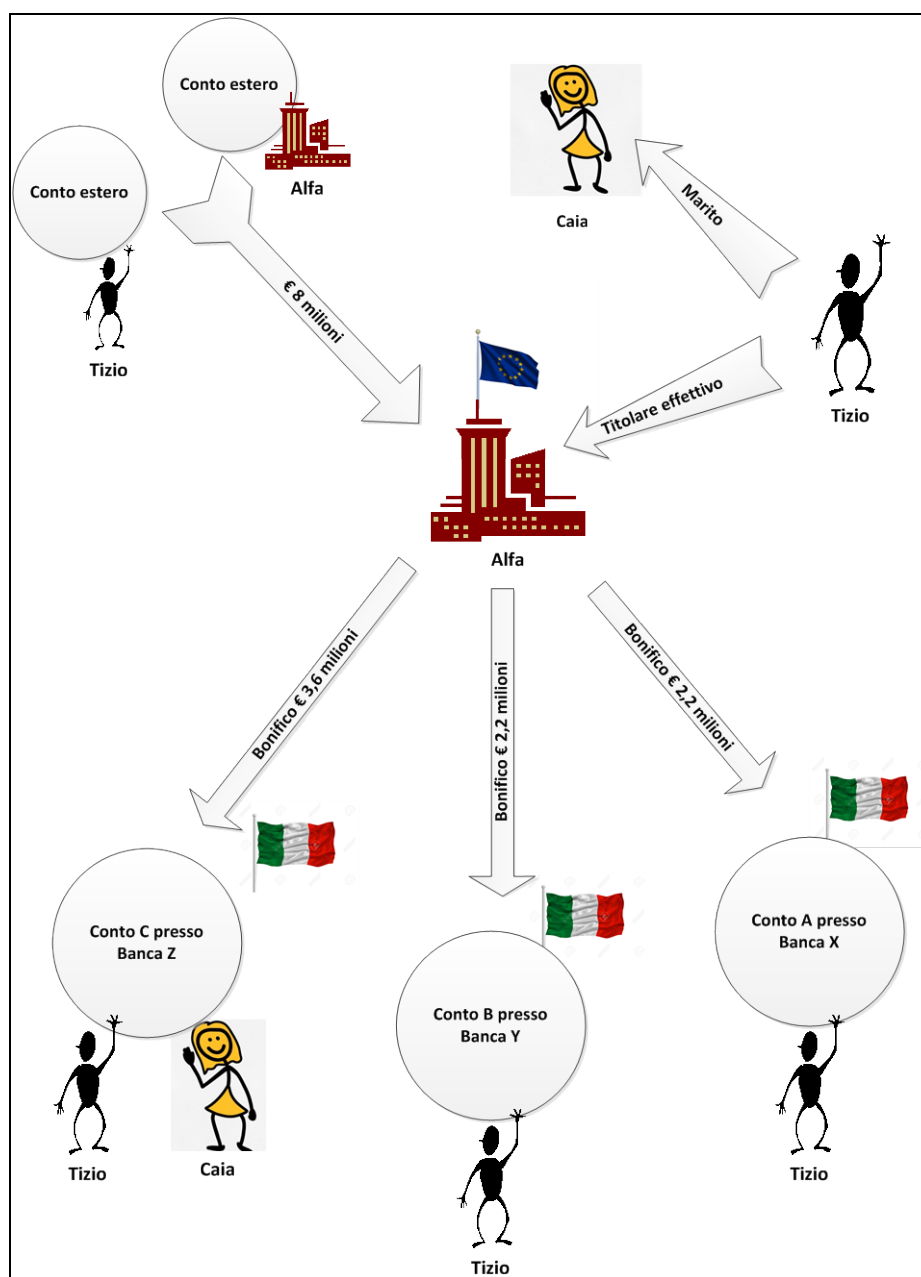 Conto estero
Alfa
Conto estero
Tizio
€ 8 milioni
Caia
Marito
Tizio
Titolare effettivo
Alfa
Bonifico € 3,6 milioni
Bonifico € 2,2 milioni
Bonifico € 2,2 milioni
Conto C presso
Banca Z
Tizio
Caia
Conto B presso
Banca Y
Tizio
Conto A presso
Banca X
Tizio